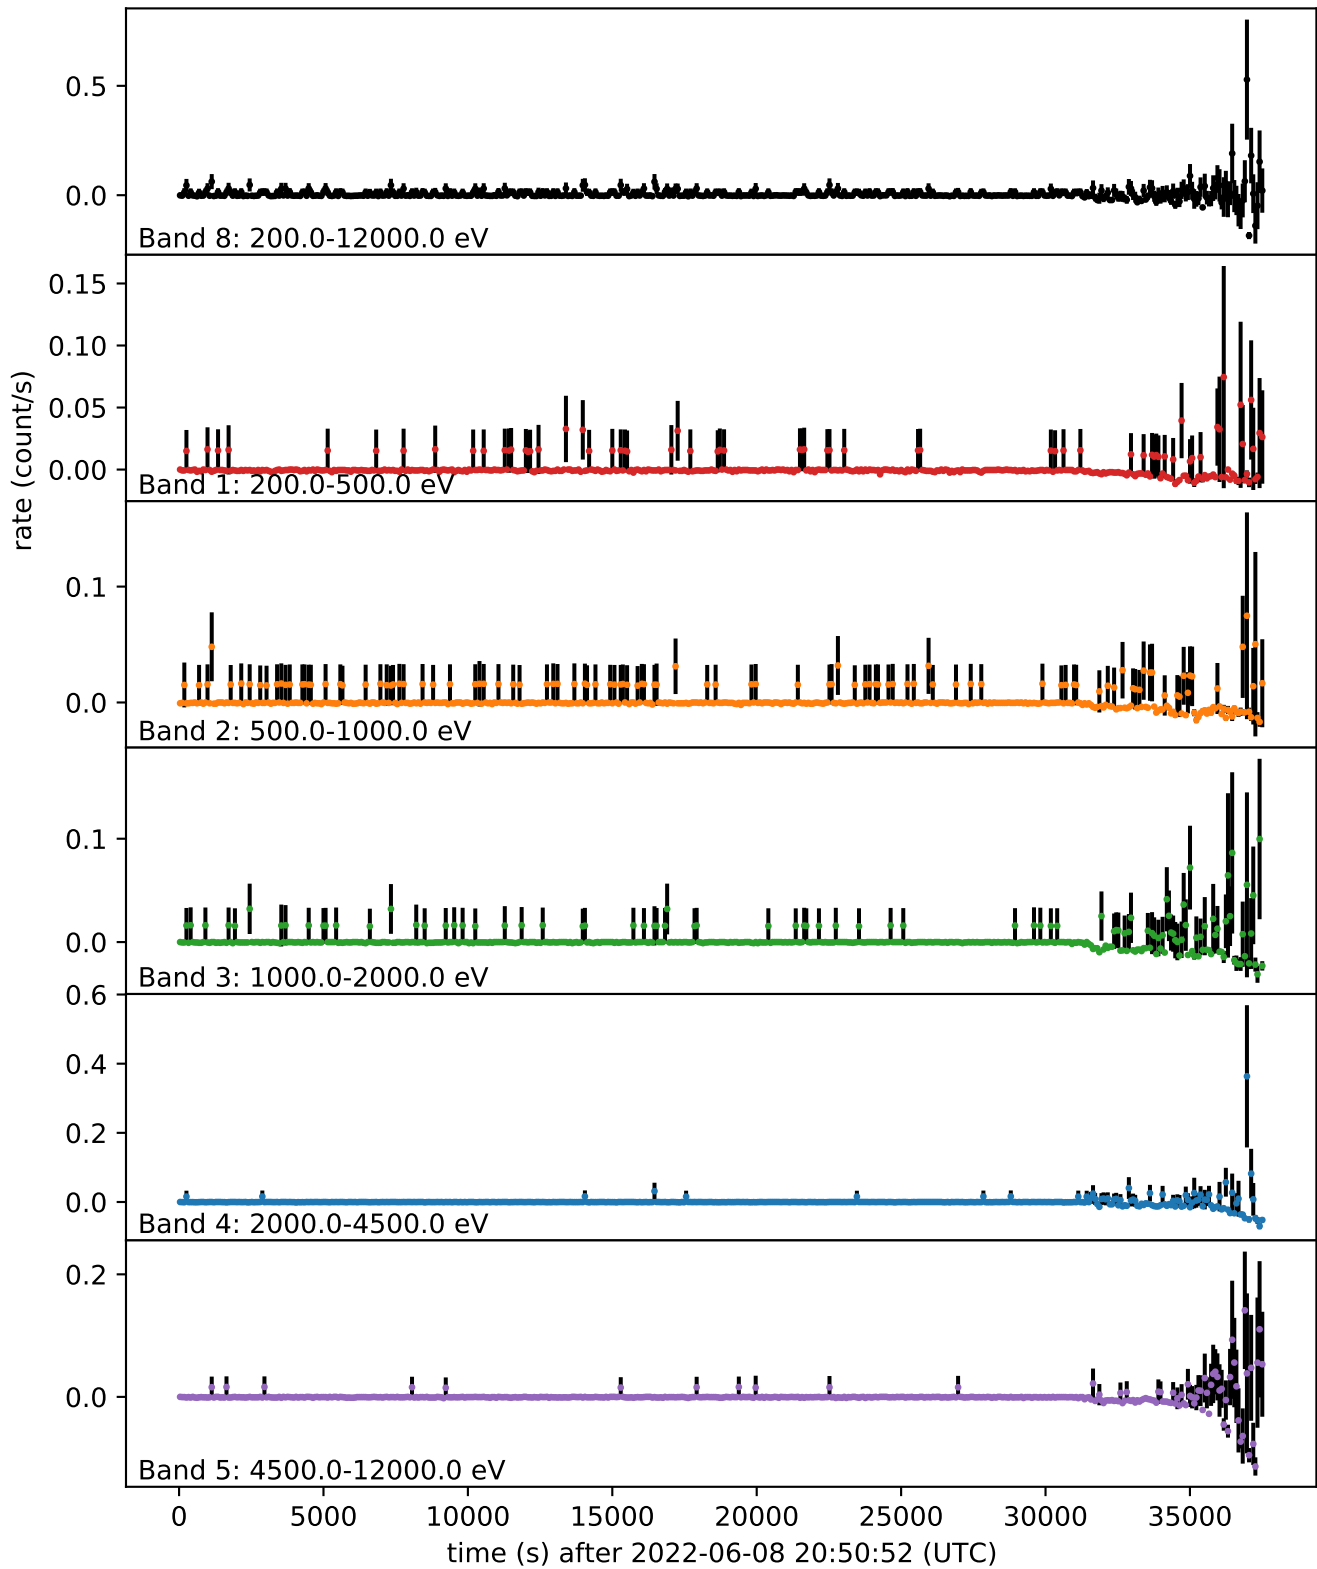 0.5
0.0
Band 8: 200.0-12000.0 eV
0.15
0.10
0.05
0.00
Band 1: 200.0-500.0 eV
rate (count/s)
0.1
0.0
Band 2: 500.0-1000.0 eV
0.1
0.0
Band 3: 1000.0-2000.0 eV
0.6
0.4
0.2
0.0
Band 4: 2000.0-4500.0 eV
0.2
0.0
Band 5: 4500.0-12000.0 eV
0 5000 10000 15000 20000 25000 30000 35000
time (s) after 2022-06-08 20:50:52 (UTC)